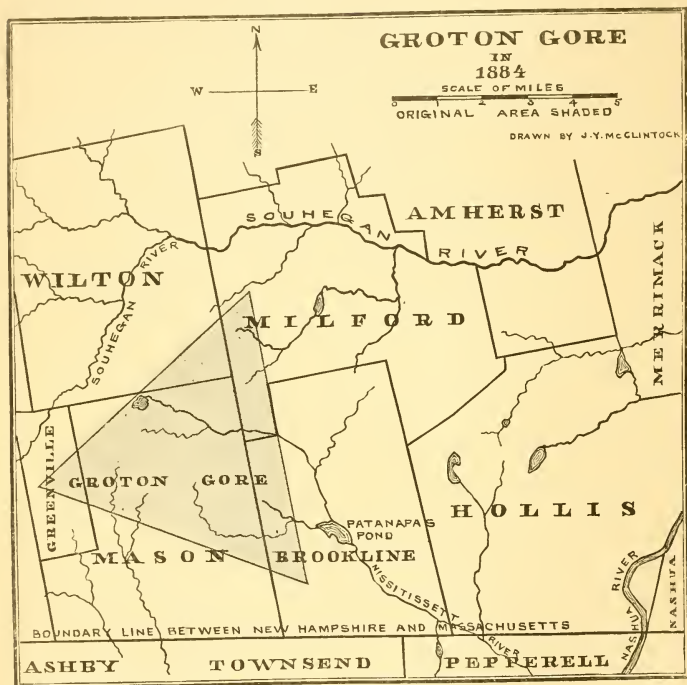 GROTON GORE
IN
1884
SCALE OF MILES
0 1 2 3 4 5
ORIGINAL AREA SHADED
DRAWN BY J.Y. McCLINTOCK
N
W E
S
SOUHEGAN RIVER
AMHERST
WILTON
SOUHEGAN RIVER
MILFORD
MERRIMACK
GREENVILLE
GROTON GORE
HOLLIS
PATANAPA'S
POND
MASON
BROOKLINE
NISSITISSETT RIVER
NASHUA RIVER
NASHUA
BOUNDARY LINE BETWEEN NEW HAMPSHIRE AND MASSACHUSETTS
ASHBY TOWNSEND PEPPERELL